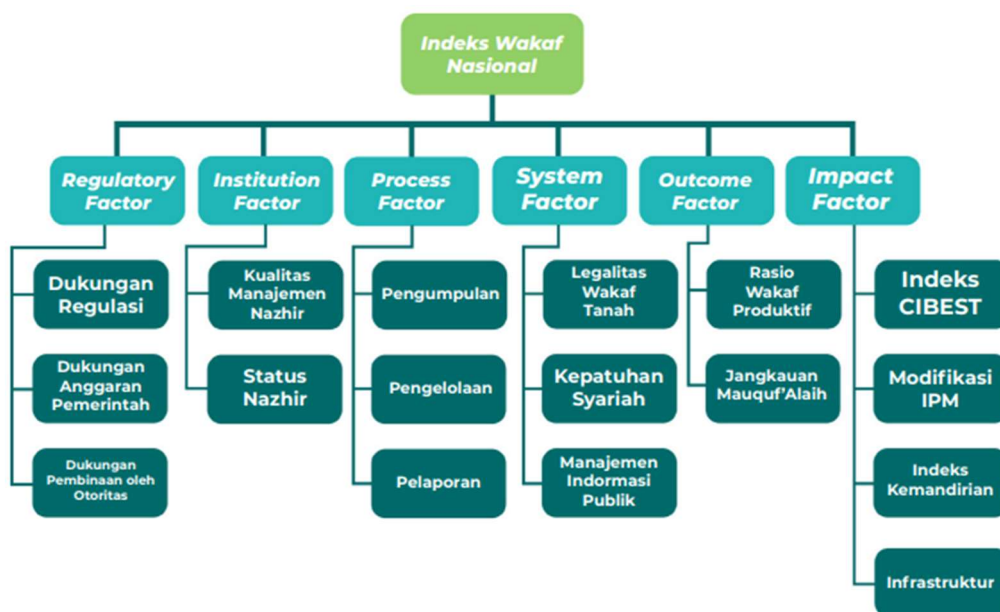 Indeks Wakaf
Nasional
Regulatory
Factor
Institution
Factor
Process
Factor
System
Factor
Outcome
Factor
Impact
Factor
Dukungan
Regulasi
Kualitas
Manajemen
Nazhir
Pengumpulan
Legalitas
Wakaf
Tanah
Rasio
Wakaf
Produktif
Indeks
CIBEST
Dukungan
Anggaran
Pemerintah
Status
Nazhir
Pengelolaan
Kepatuhan
Syariah
Jangkauan
Mauquf'Alaih
Modifikasi
IPM
Dukungan
Pembinaan oleh
Otoritas
Pelaporan
Manajemen
Indormasi
Publik
Indeks
Kemandirian
Infrastruktur